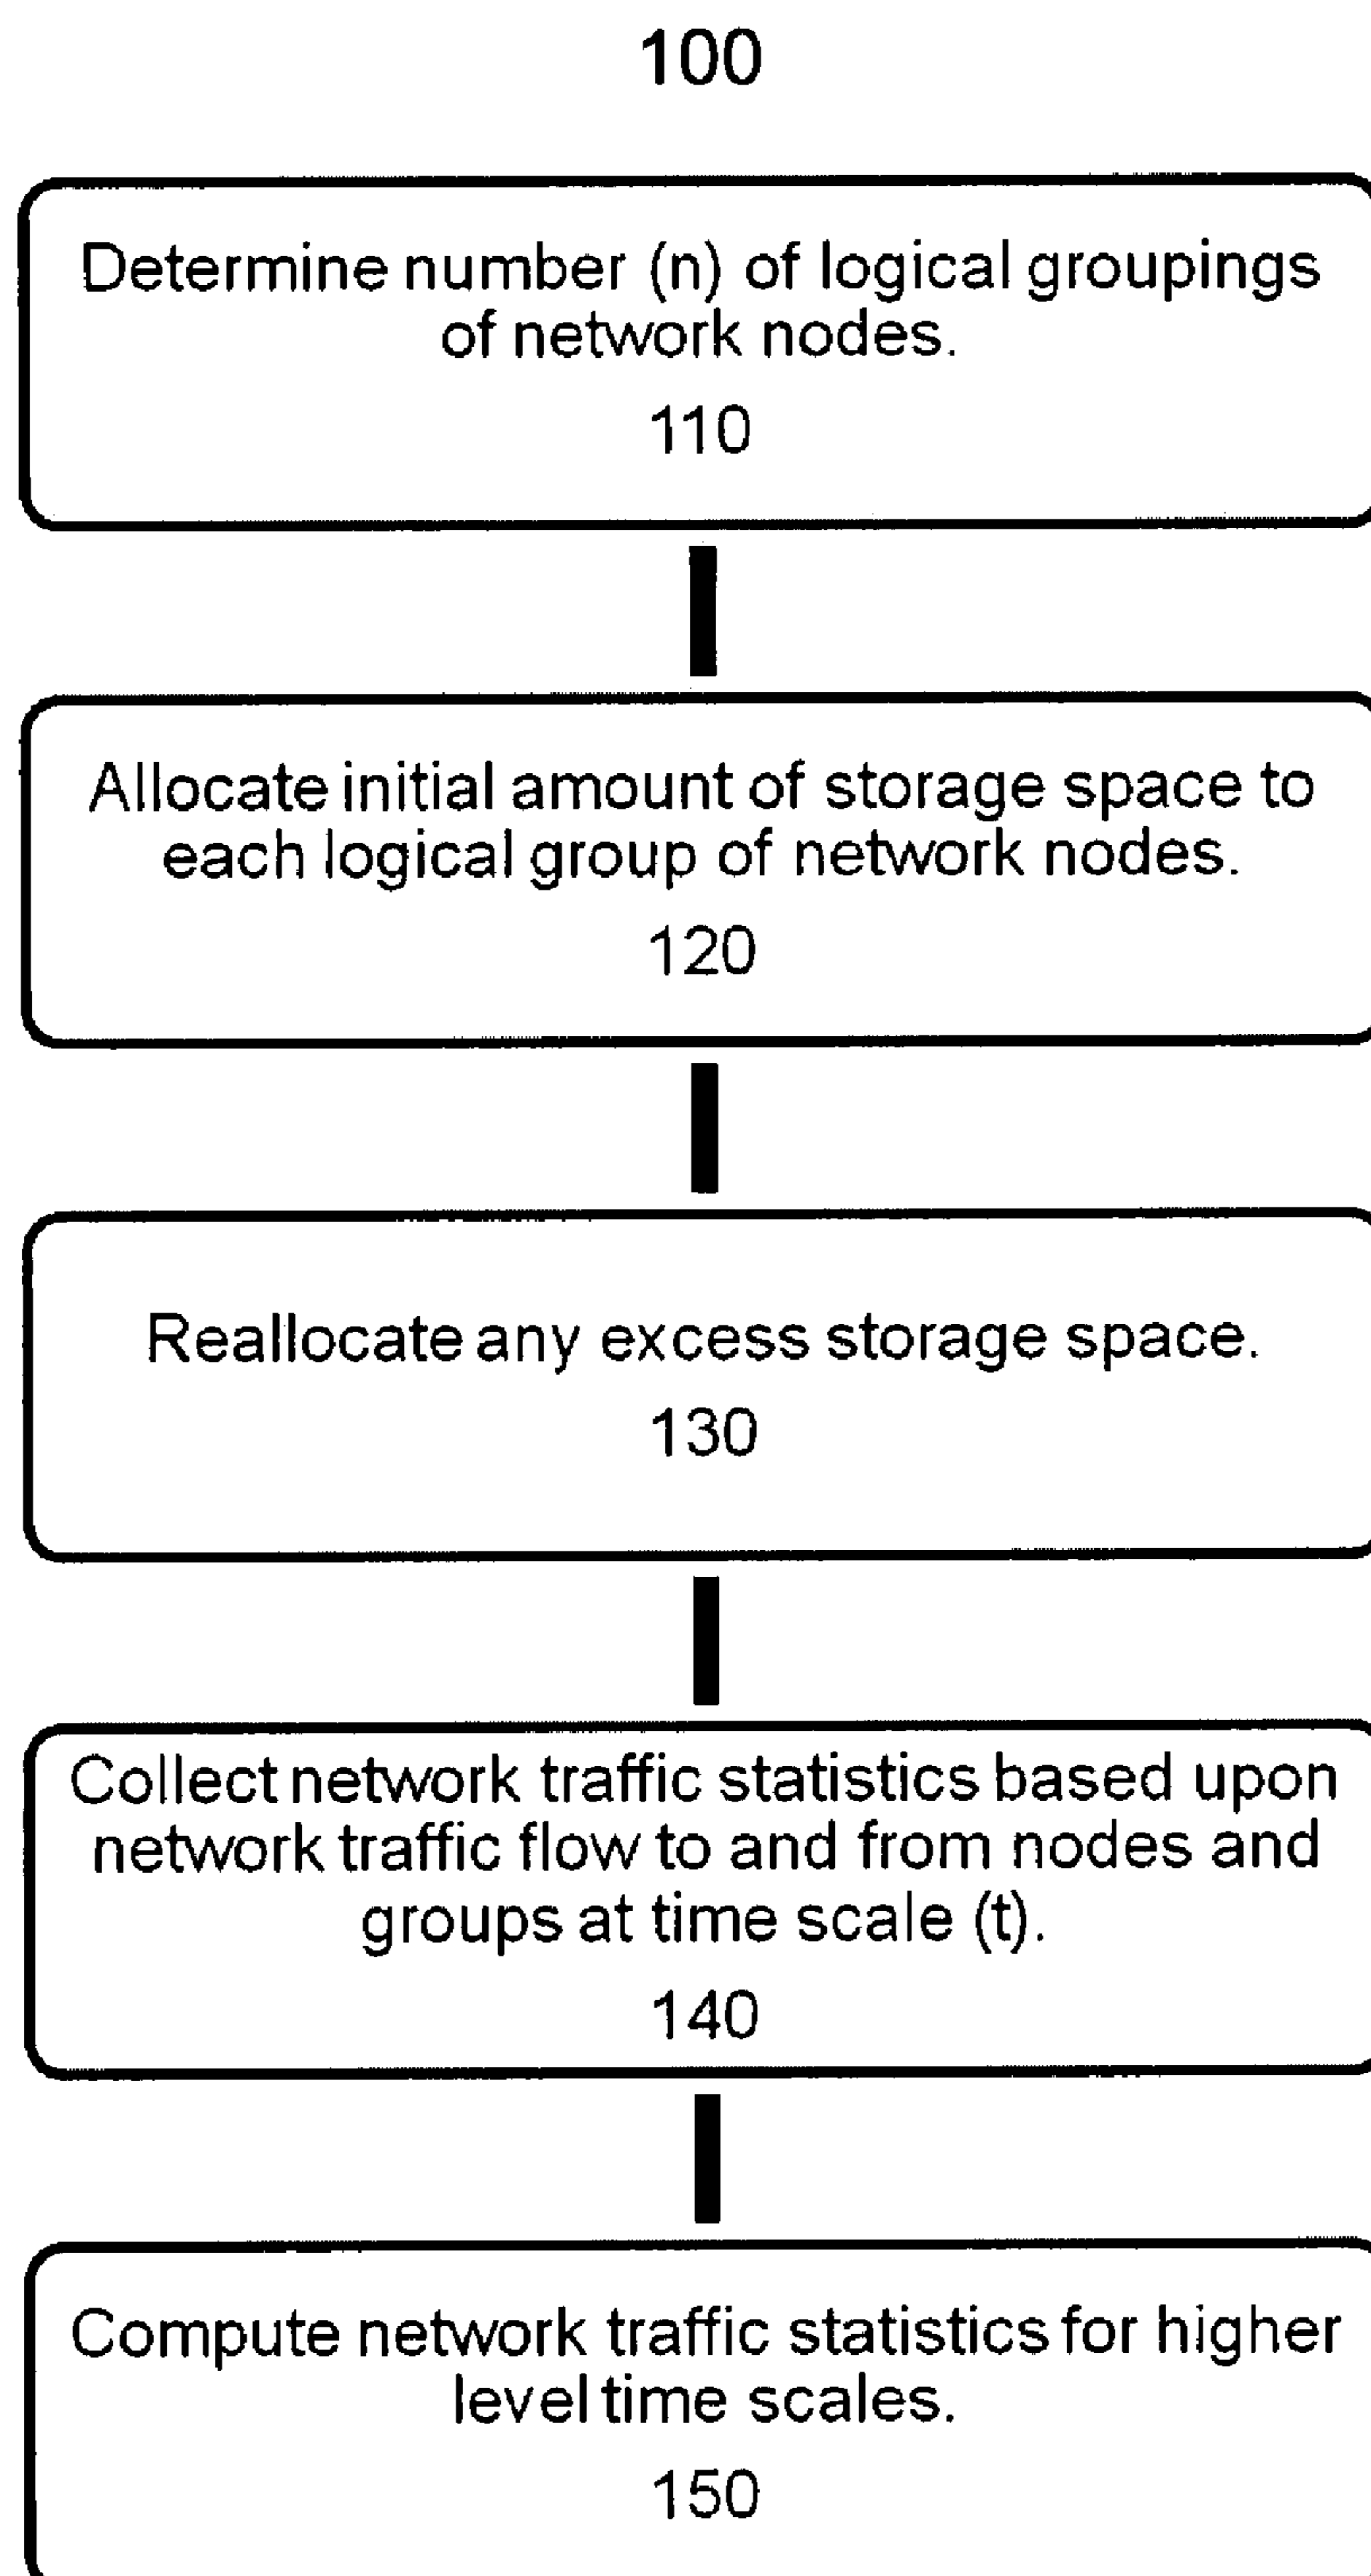 100
Determine number (n) of logical groupings
of network nodes.
110
Allocate initial amount of storage space to
each logical group of network nodes.
120
Reallocate any excess storage space.
130
Collect network traffic statistics based upon
network traffic flow to and from nodes and
groups at time scale (t).
140
Compute network traffic statistics for higher
level time scales.
150